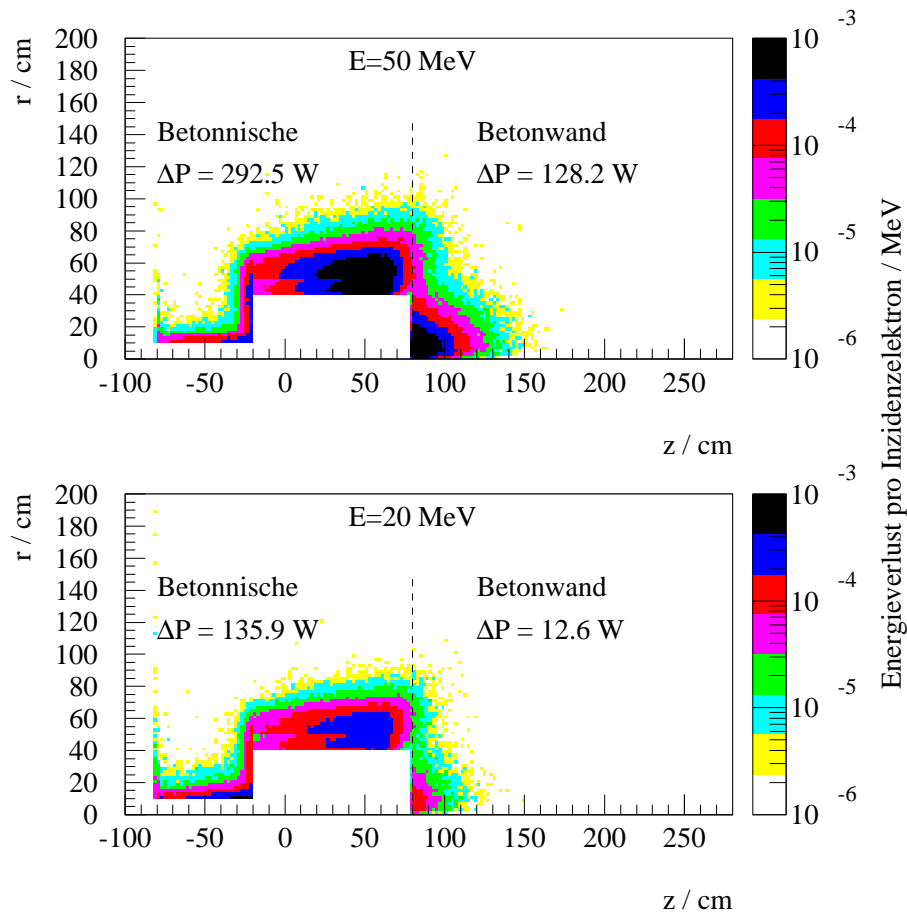 r / cm
200
180
160
140
120
100
80
60
40
20
0
E=50 MeV
Betonnische
ΔP = 292.5 W
Betonwand
ΔP = 128.2 W
-100 -50 0 50 100 150 200 250
z / cm
10 -3
10 -4
10 -5
10 -6
Energieverlust pro Inzidenzelektron / MeV
r / cm
200
180
160
140
120
100
80
60
40
20
0
E=20 MeV
Betonnische
ΔP = 135.9 W
Betonwand
ΔP = 12.6 W
-100 -50 0 50 100 150 200 250
z / cm
10 -3
10 -4
10 -5
10 -6